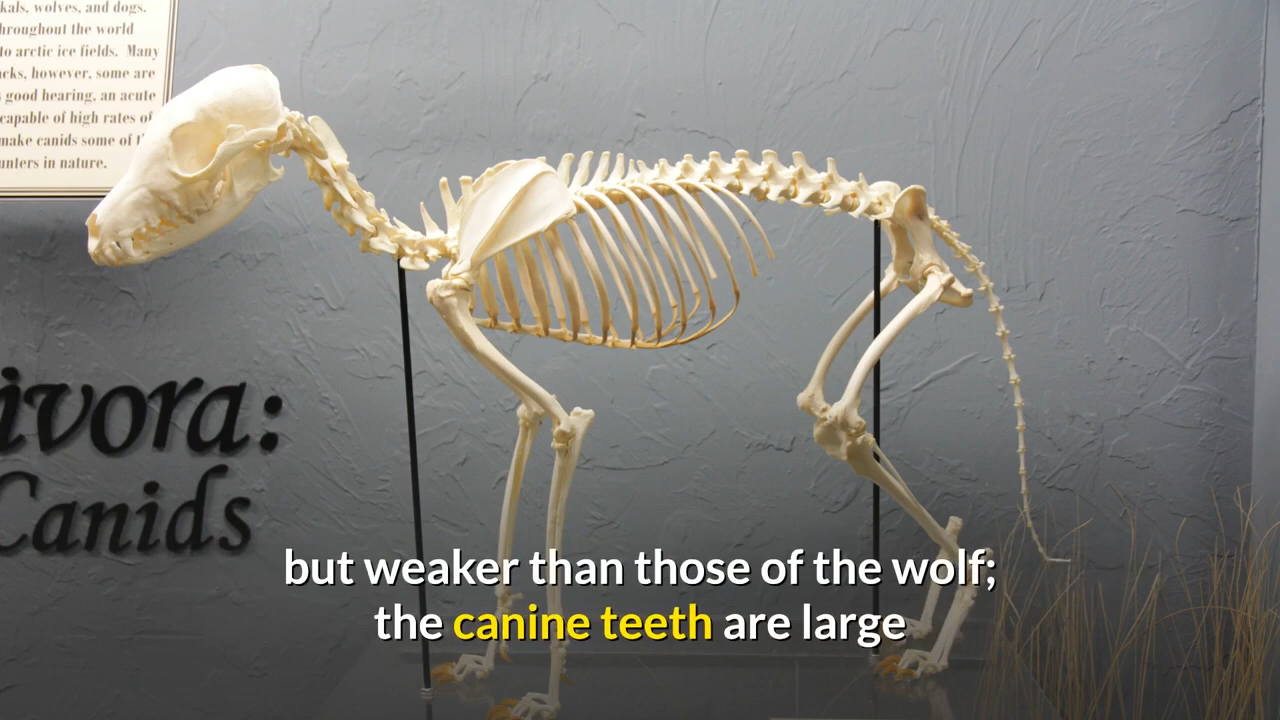 kals, wolves, and dogs.
hroughout the world
to arctic ice fields. Many
cks, however, some are
good hearing, an acute
capable of high rates of
make canids some of
unters in nature.
ivora:
Canids
but weaker than those of the wolf;
the canine teeth are large